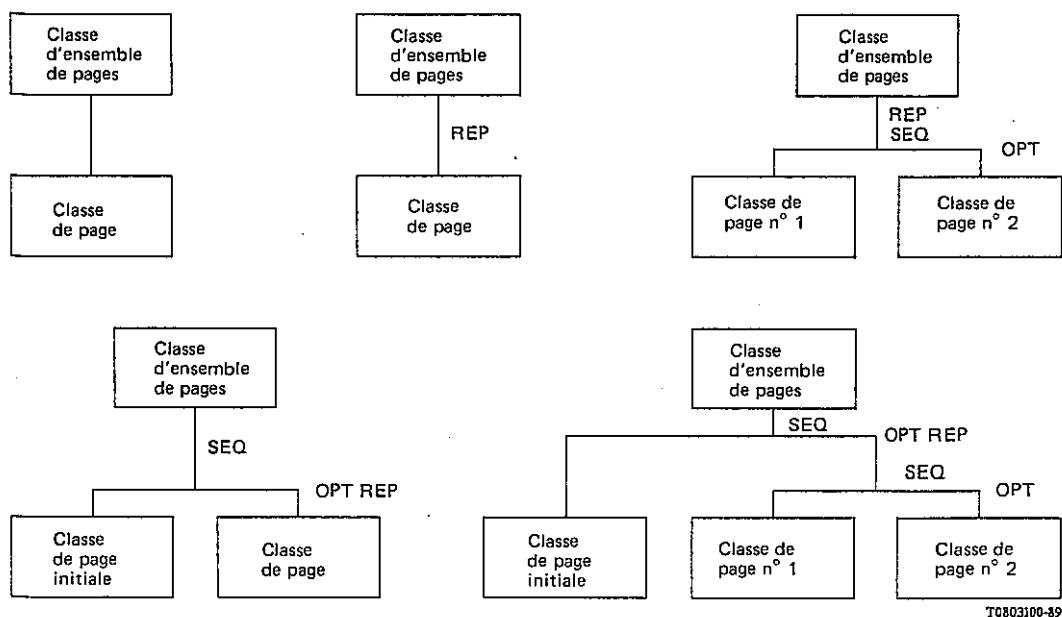 Classe
d'ensemble
de pages
Classe
d'ensemble
de pages
Classe
d'ensemble
de pages
REP
REP
SEQ
OPT
Classe
de page
Classe
de page
Classe de
page n° 1
Classe de
page n° 2
Classe
d'ensemble
de pages
Classe
d'ensemble
de pages
SEQ
SEQ
OPT REP
SEQ
OPT
OPT REP
Classe
de page
initiale
Classe
de page
Classe
de page
initiale
Classe de
page n° 1
Classe de
page n° 2
T0803100-89